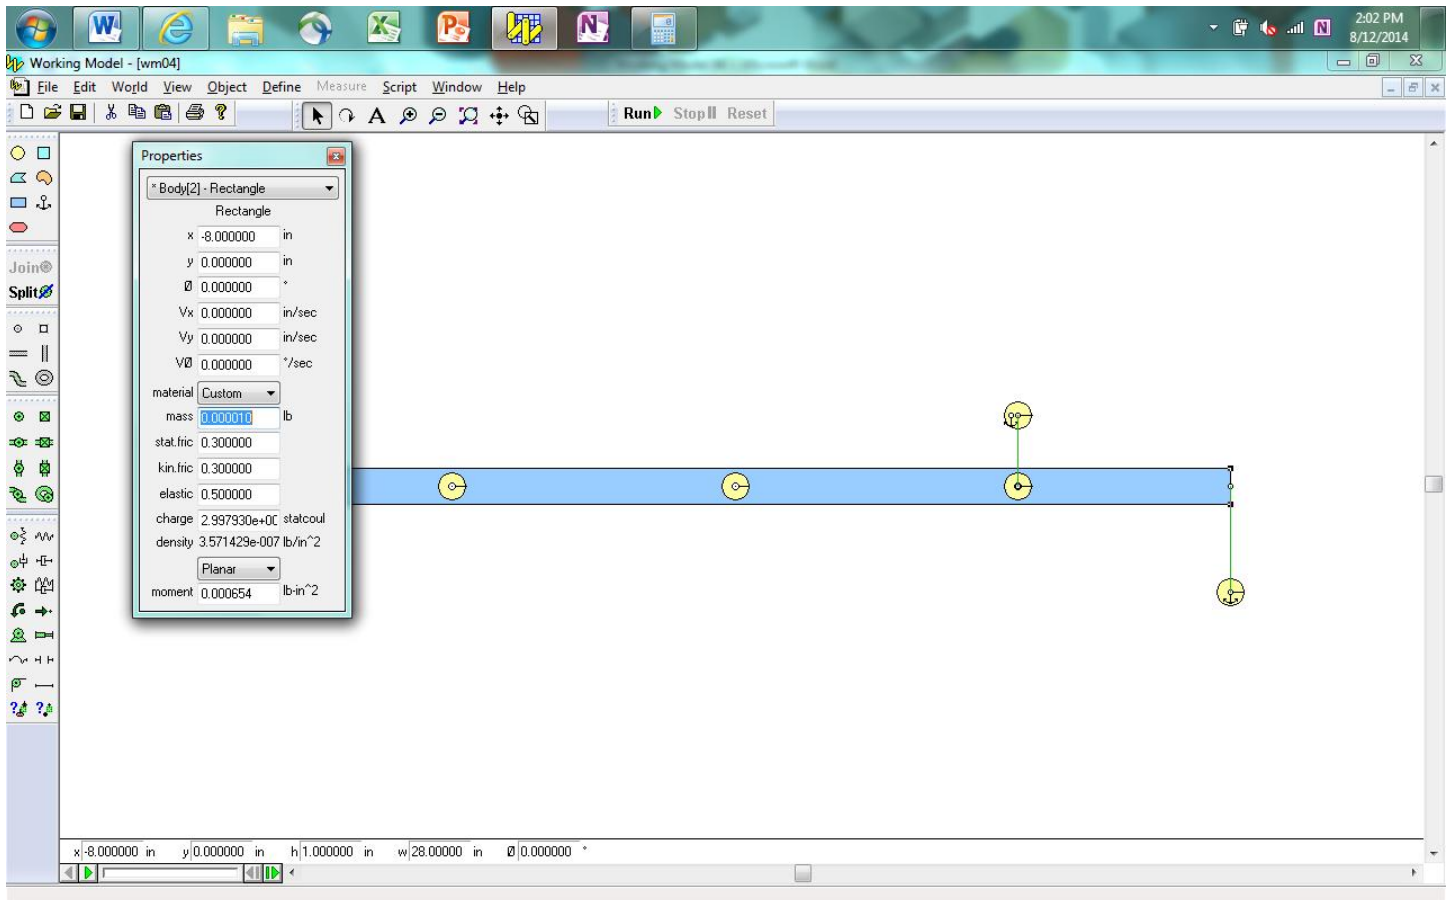 2:02 PM
8/12/2014
Working Model - [wm04]
File Edit World View Object Define Measure Script Window Help
Run Stop Reset
Properties
* Body[2] - Rectangle
Rectangle
x -8.000000 in
y 0.000000 in
Ø 0.000000 °
Vx 0.000000 in/sec
Vy 0.000000 in/sec
VØ 0.000000 °/sec
material Custom
mass 0.000010 lb
stat.fric 0.300000
kin.fric 0.300000
elastic 0.500000
charge 2.997930e+00 statcoul
density 3.571429e-007 lb/in^2
Planar
moment 0.000654 lb-in^2
Join
Split
x -8.000000 in y 0.000000 in h 1.000000 in w 28.00000 in Ø 0.000000 °